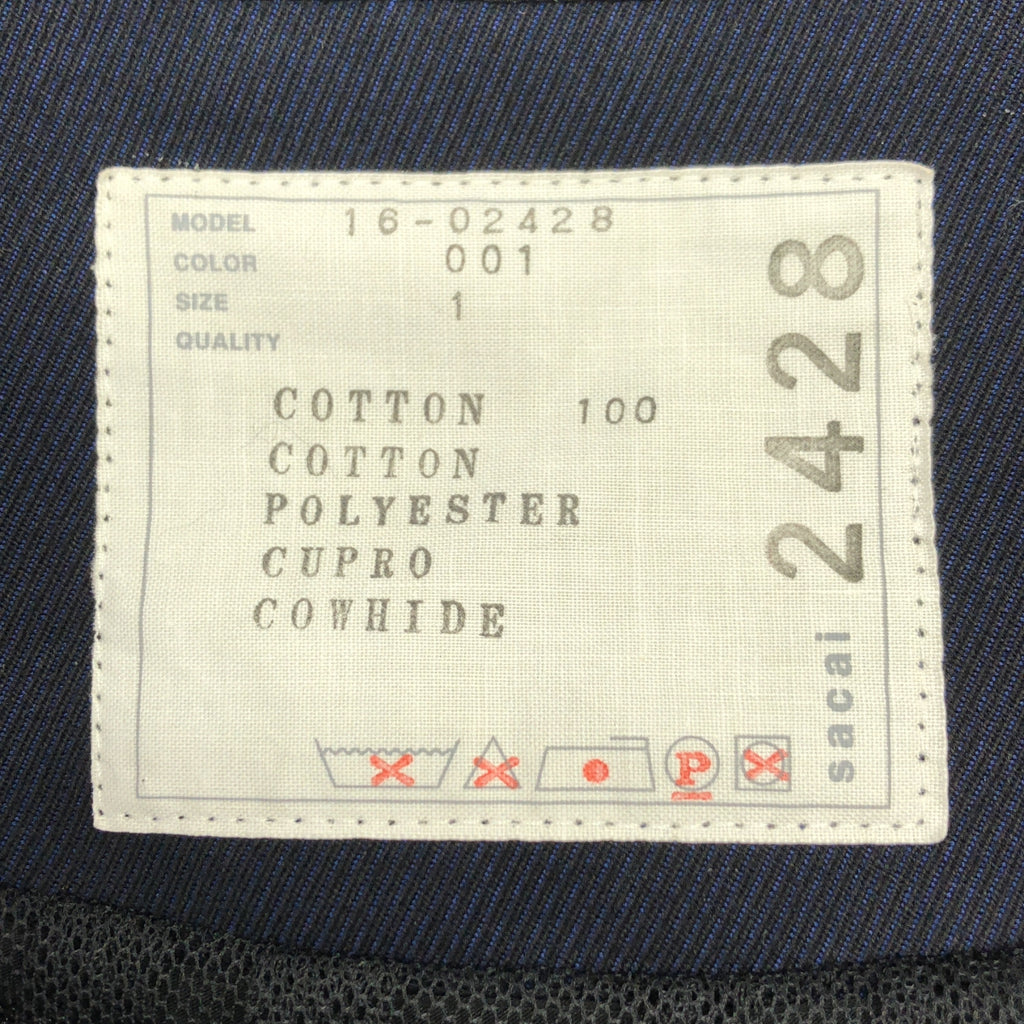 MODEL 16-02428
COLOR 001
SIZE 1
QUALITY
COTTON 100
COTTON
POLYESTER
CUPRO
COWHIDE
P
sacai 2428